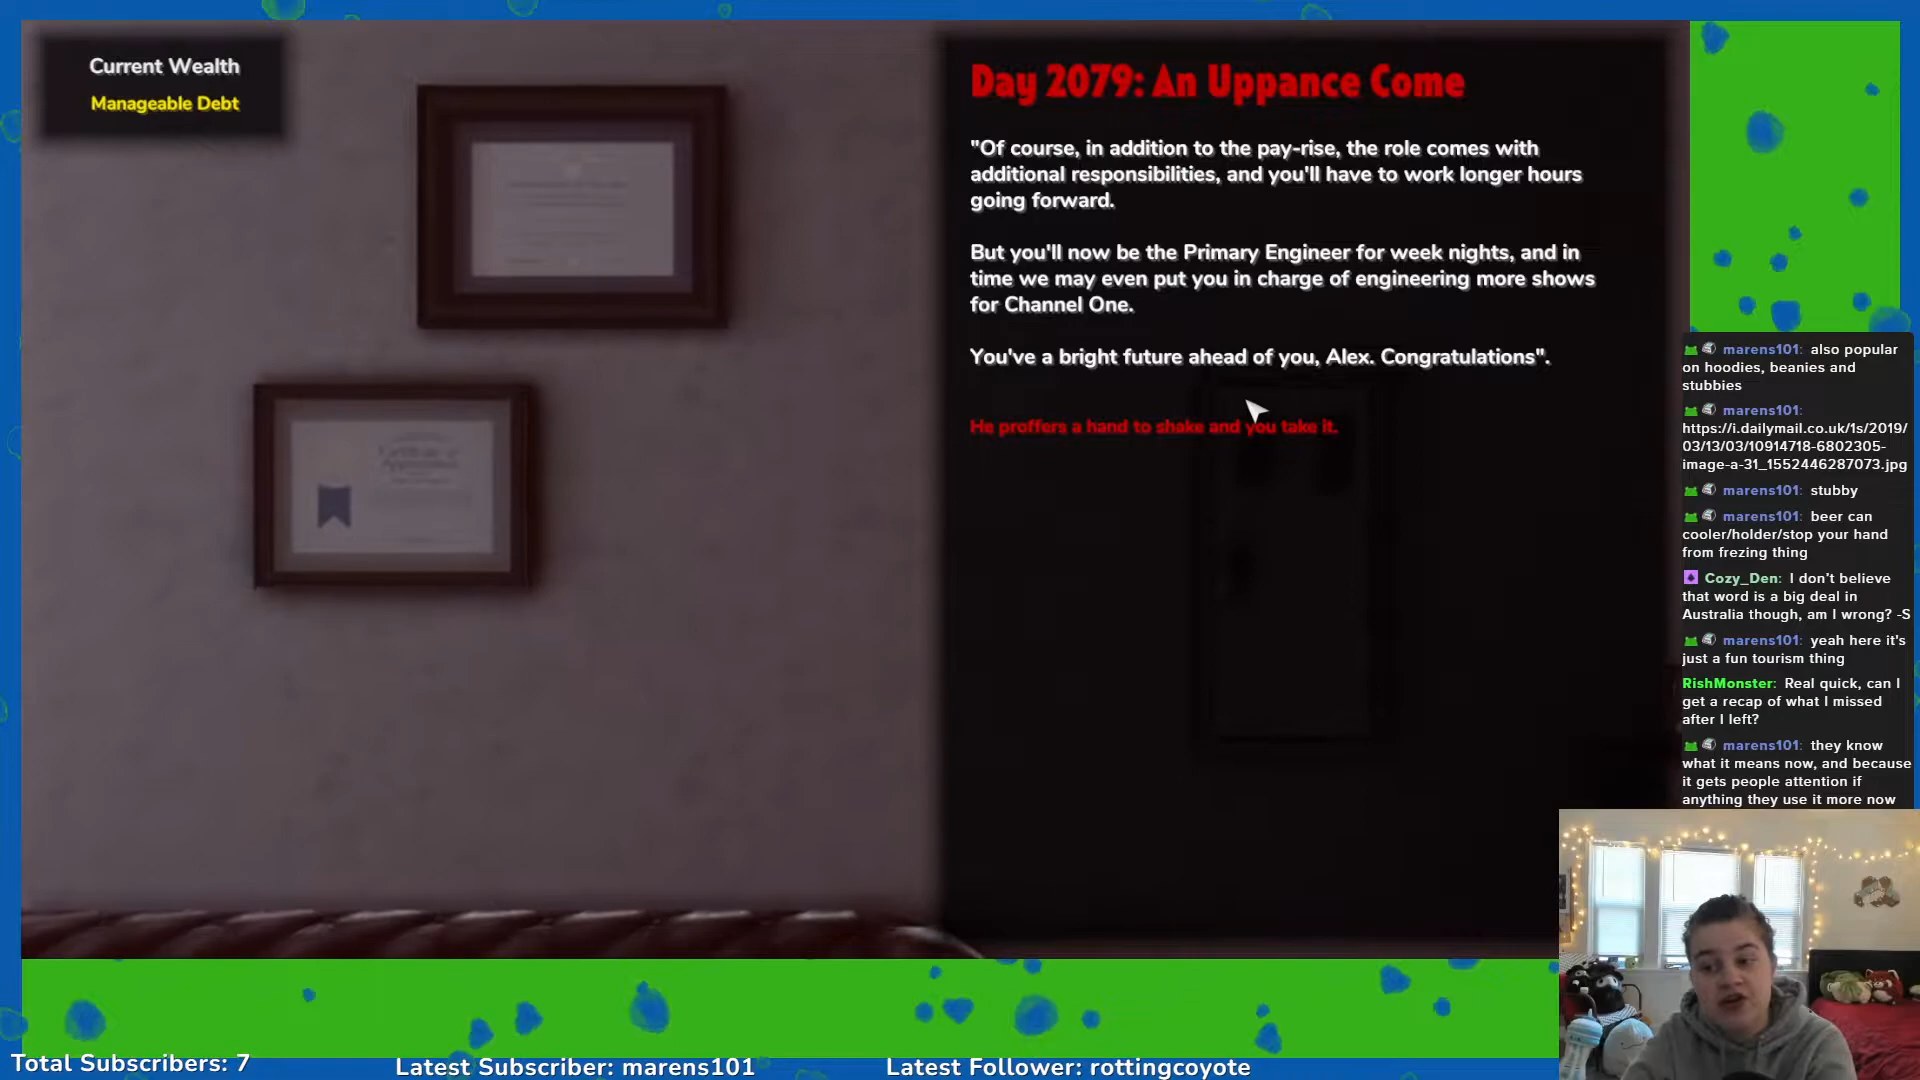 Current Wealth
Manageable Debt
Day 2079: An Uppance Come
"Of course, in addition to the pay-rise, the role comes with
additional responsibilities, and you'll have to work longer hours
going forward.
But you'll now be the Primary Engineer for week nights, and in
time we may even put you in charge of engineering more shows
for Channel One.
You've a bright future ahead of you, Alex. Congratulations".
He proffers a hand to shake and you take it.
marens101: also popular
on hoodies, beanies and
stubbies
marens101:
https://i.dailymail.co.uk/1s/2019/
03/13/03/10914718-6802305-
image-a-31_1552446287073.jpg
marens101: stubby
marens101: beer can
cooler/holder/stop your hand
from frezing thing
Cozy_Den: I don't believe
that word is a big deal in
Australia though, am I wrong? -S
marens101: yeah here it's
just a fun tourism thing
RishMonster: Real quick, can I
get a recap of what I missed
after I left?
marens101: they know
what it means now, and because
it gets people attention if
anything they use it more now
Total Subscribers: 7
Latest Subscriber: marens101
Latest Follower: rottingcoyote